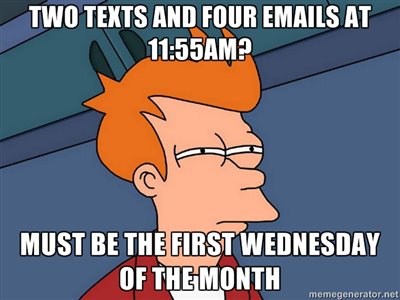 TWO TEXTS AND FOUR EMAILS AT
11:55AM?
MUST BE THE FIRST WEDNESDAY
OF THE MONTH
memegenerator.net